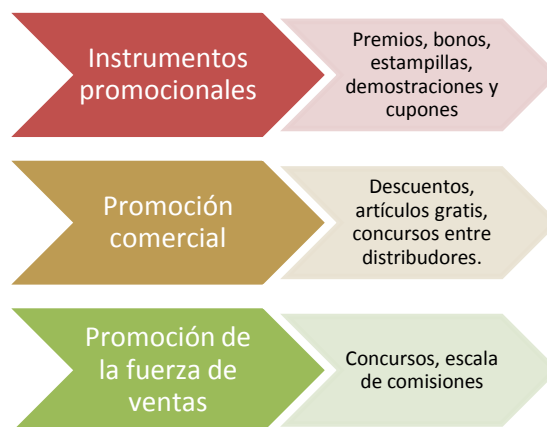 Instrumentos
promocionales
Premios, bonos,
estampillas,
demostraciones y
cupones
Promoción
comercial
Descuentos,
artículos gratis,
concursos entre
distribuidores.
Promoción de
la fuerza de
ventas
Concursos, escala
de comisiones